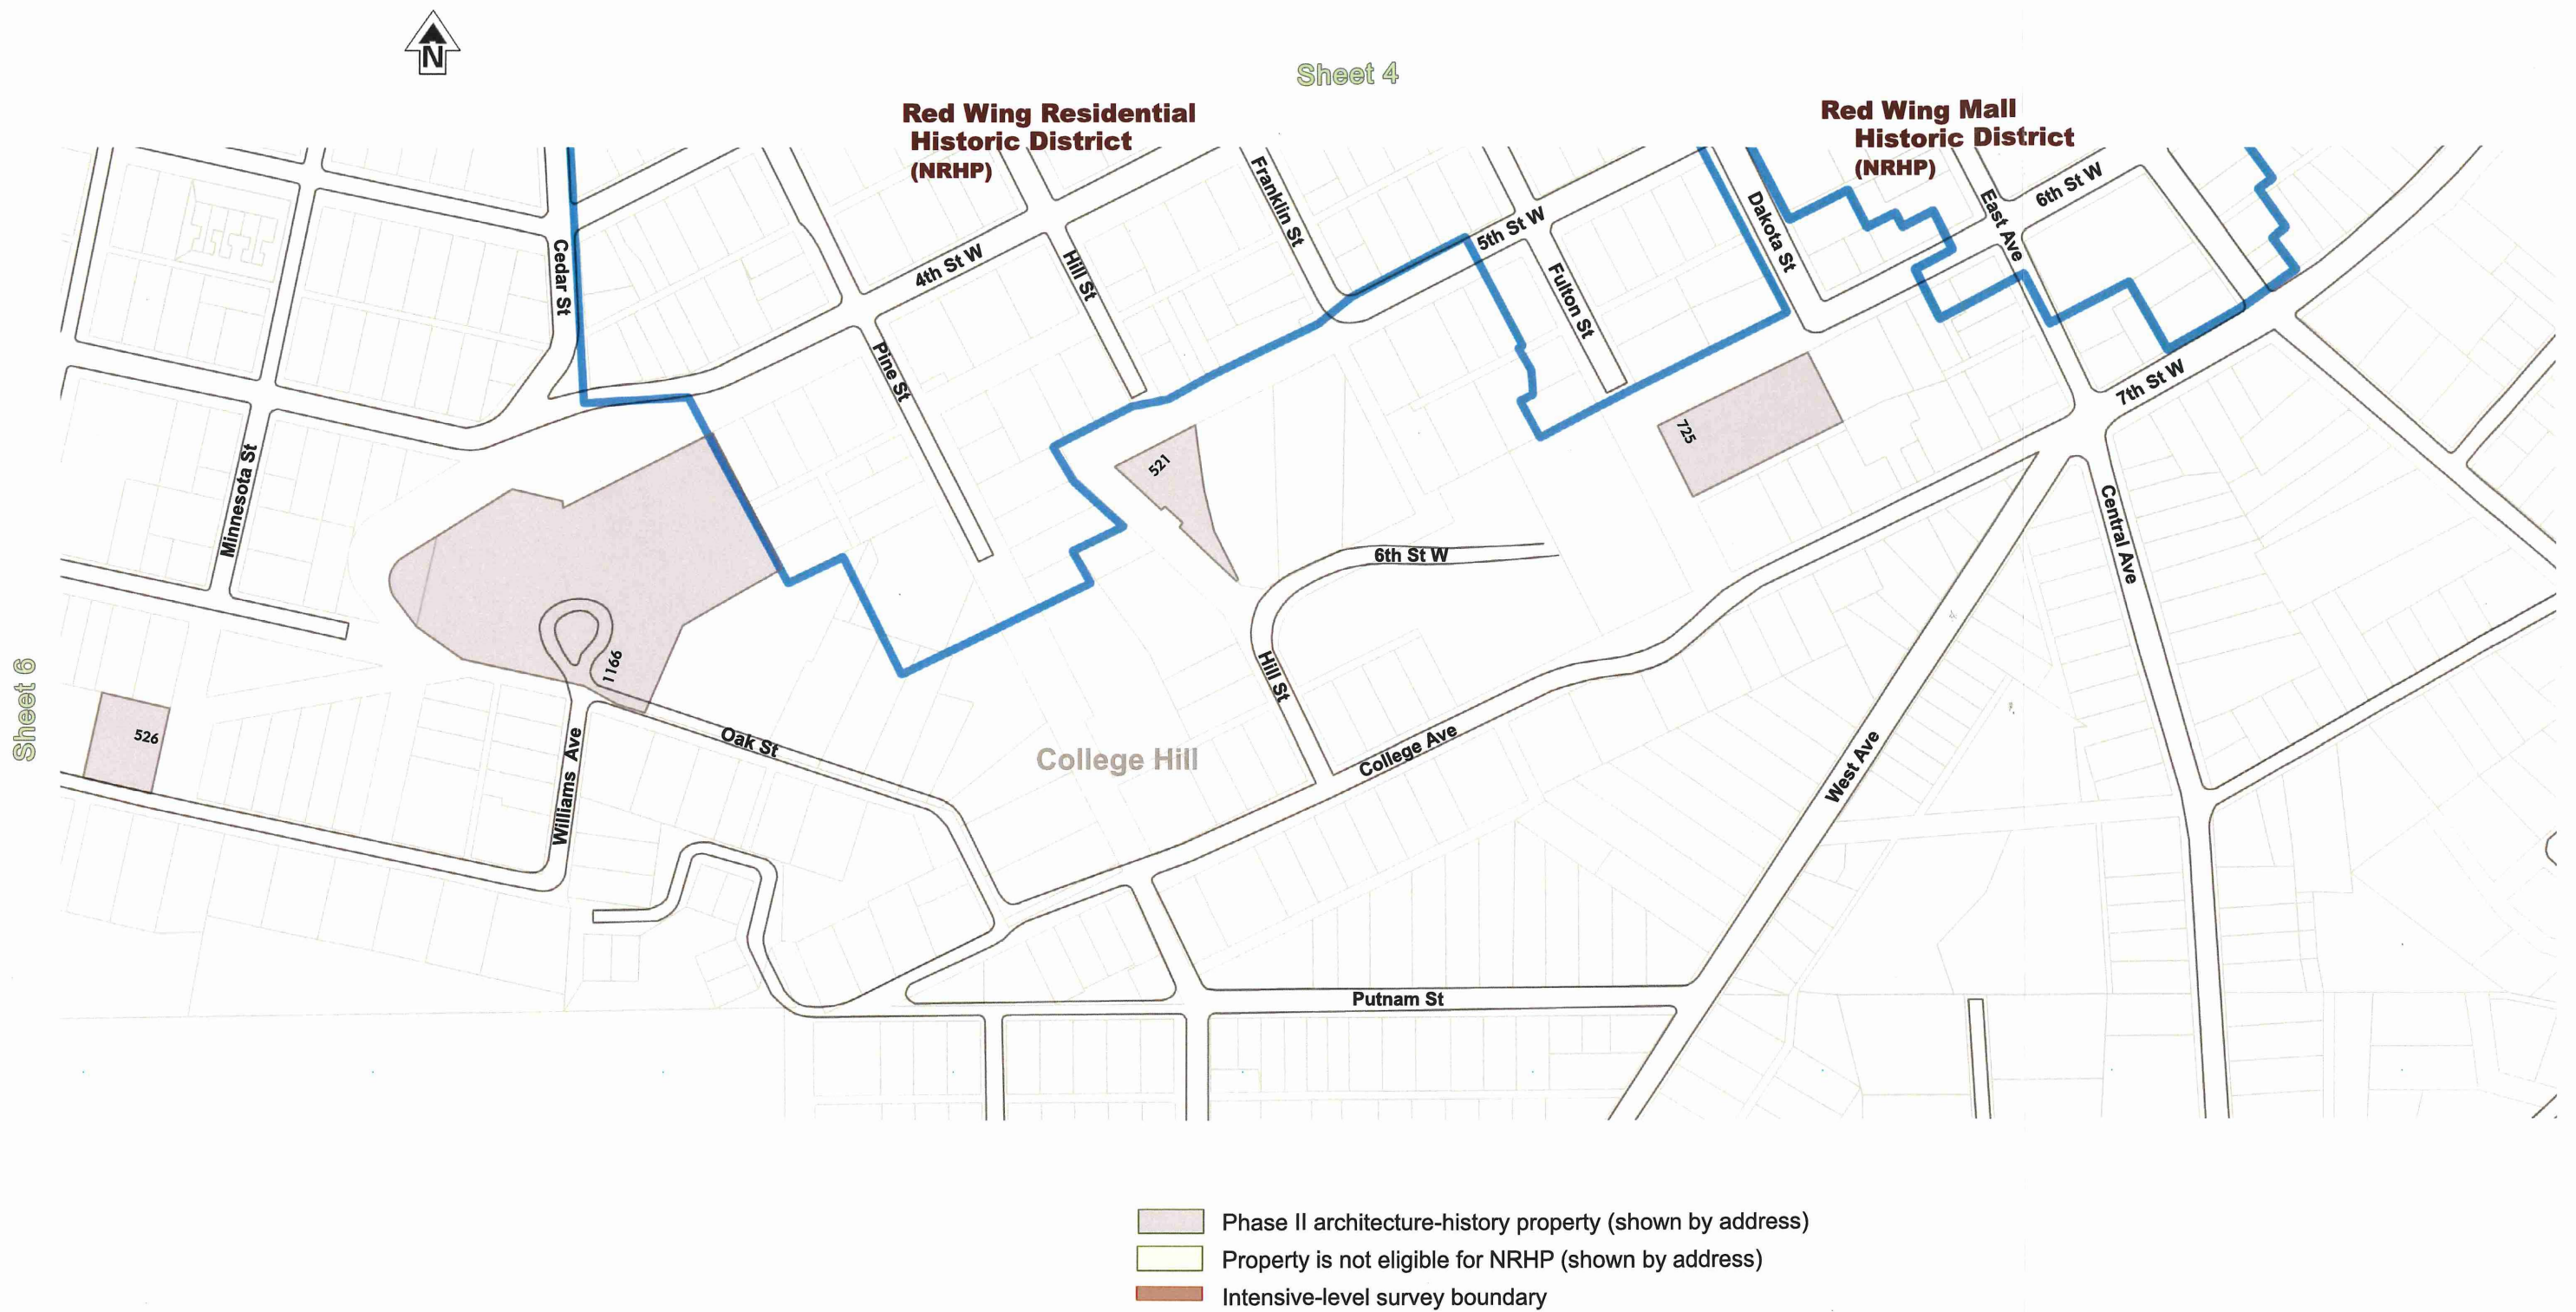 N
Sheet 4
Red Wing Residential
Historic District
(NRHP)
Red Wing Mall
Historic District
(NRHP)
Franklin St
Dakota St
East Ave
6th St W
5th St W
Cedar St
4th St W
Hill St
Fulton St
Pine St
7th St W
725
521
Minnesota St
Central Ave
6th St W
1166
Hill St
Sheet 6
526
Oak St
College Hill
College Ave
West Ave
Williams Ave
Putnam St
Phase II architecture-history property (shown by address)
Property is not eligible for NRHP (shown by address)
Intensive-level survey boundary